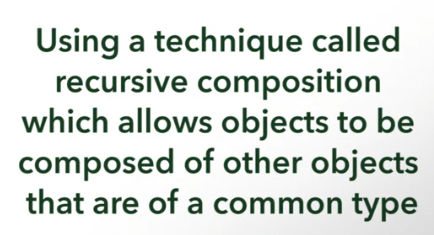 Using a technique called
recursive composition
which allows objects to be
composed of other objects
that are of a common type